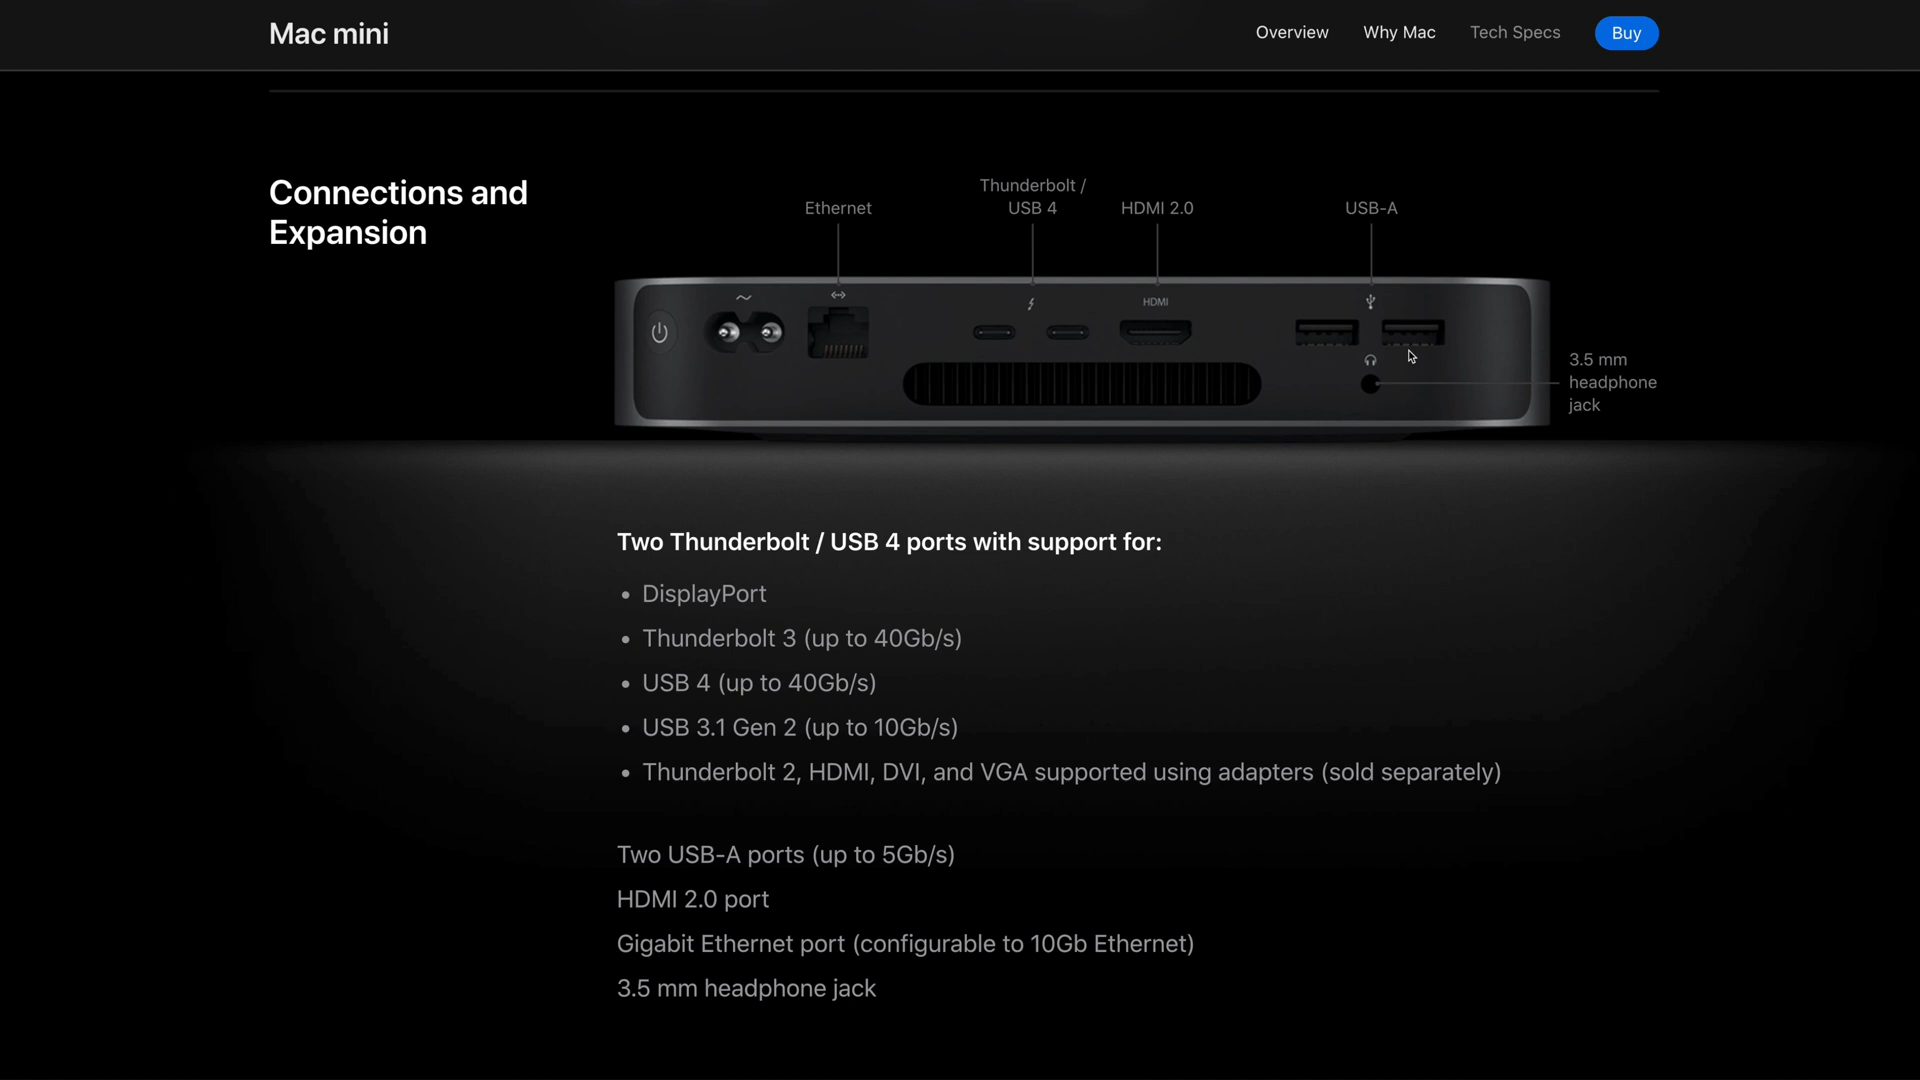 Mac mini
Overview
Why Mac
Tech Specs
Buy
Connections and
Expansion
Ethernet
Thunderbolt /
USB 4
HDMI 2.0
USB-A
HDMI
3.5 mm
headphone
jack
Two Thunderbolt / USB 4 ports with support for:
• DisplayPort
• Thunderbolt 3 (up to 40Gb/s)
• USB 4 (up to 40Gb/s)
• USB 3.1 Gen 2 (up to 10Gb/s)
• Thunderbolt 2, HDMI, DVI, and VGA supported using adapters (sold separately)
Two USB-A ports (up to 5Gb/s)
HDMI 2.0 port
Gigabit Ethernet port (configurable to 10Gb Ethernet)
3.5 mm headphone jack